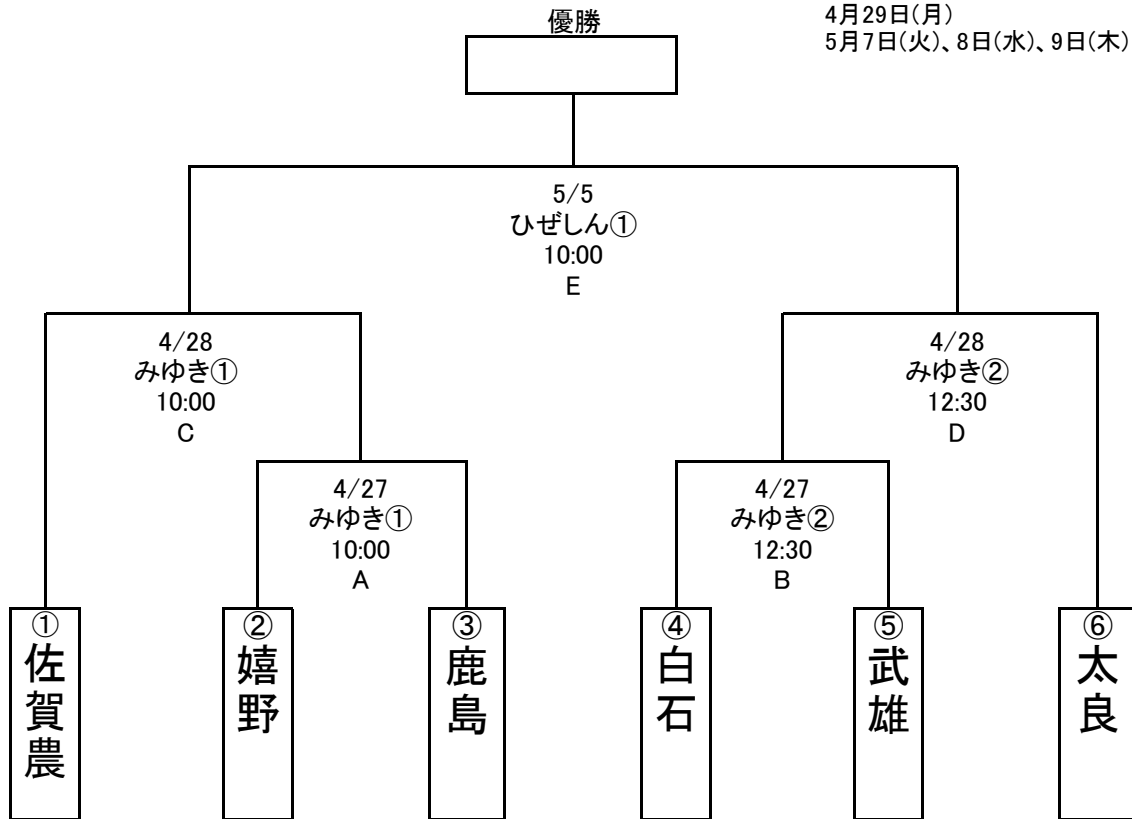 4月29日(月)
5月7日(火)、8日(水)、9日(木)
優勝
5/5
ひぜしん①
10:00
E
4/28
みゆき①
10:00
C
4/28
みゆき②
12:30
D
4/27
みゆき①
10:00
A
4/27
みゆき②
12:30
B
①
佐賀農
②
嬉野
③
鹿島
④
白石
⑤
武雄
⑥
太良